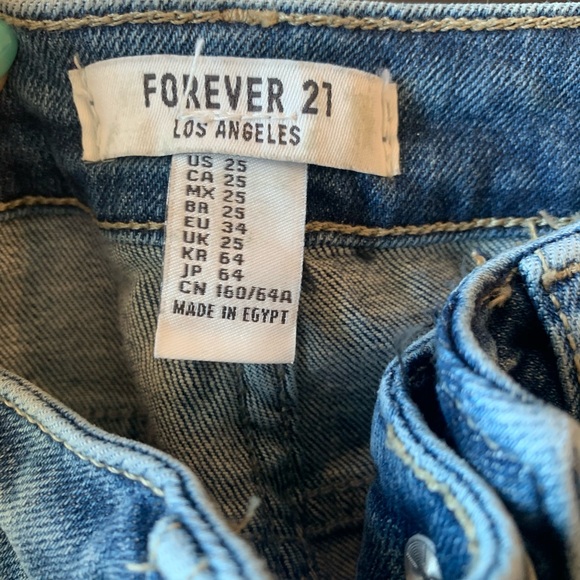 FOREVER 21
LOS ANGELES
US 25
CA 25
MX 25
BR 25
EU 34
UK 25
KR 64
JP 64
CN 160/64A
MADE IN EGYPT